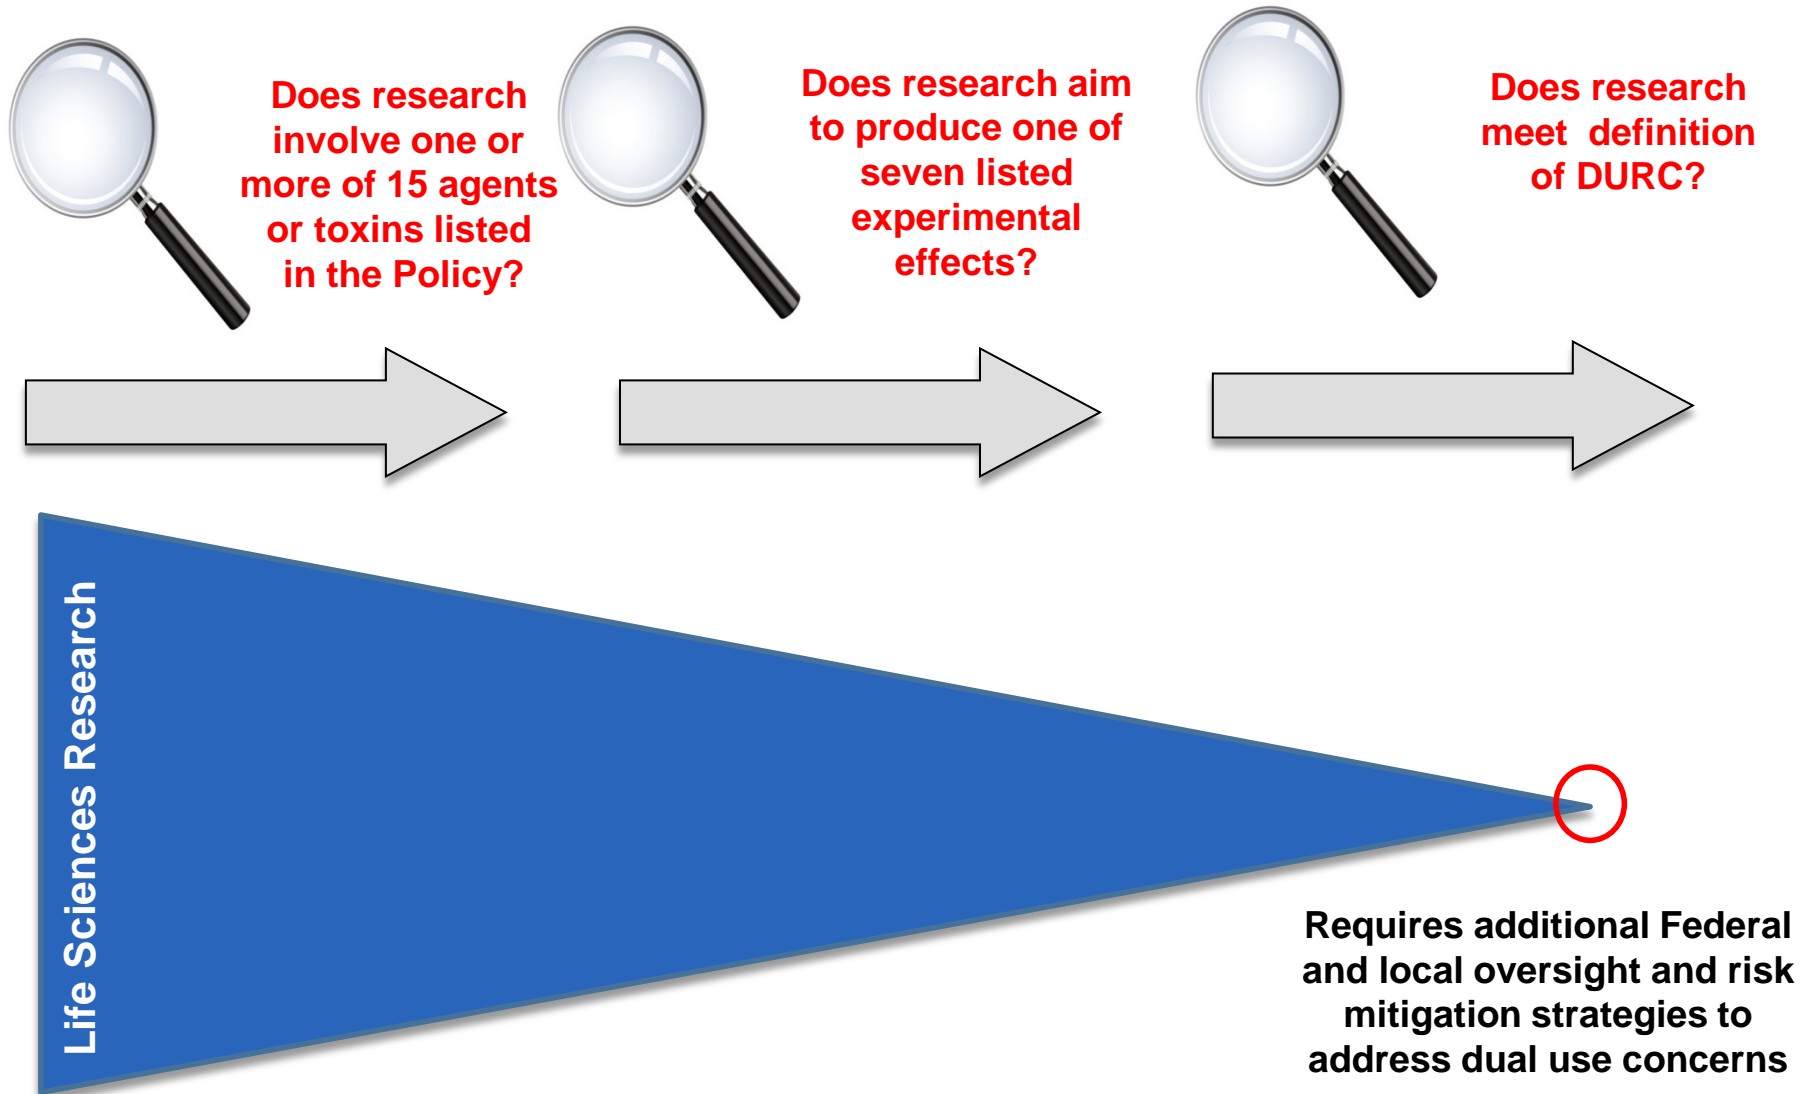 Does research
involve one or
more of 15 agents
or toxins listed
in the Policy?
Does research aim
to produce one of
seven listed
experimental
effects?
Does research
meet  definition
of DURC?
Life Sciences Research
Requires additional Federal
and local oversight and risk
mitigation strategies to
address dual use concerns